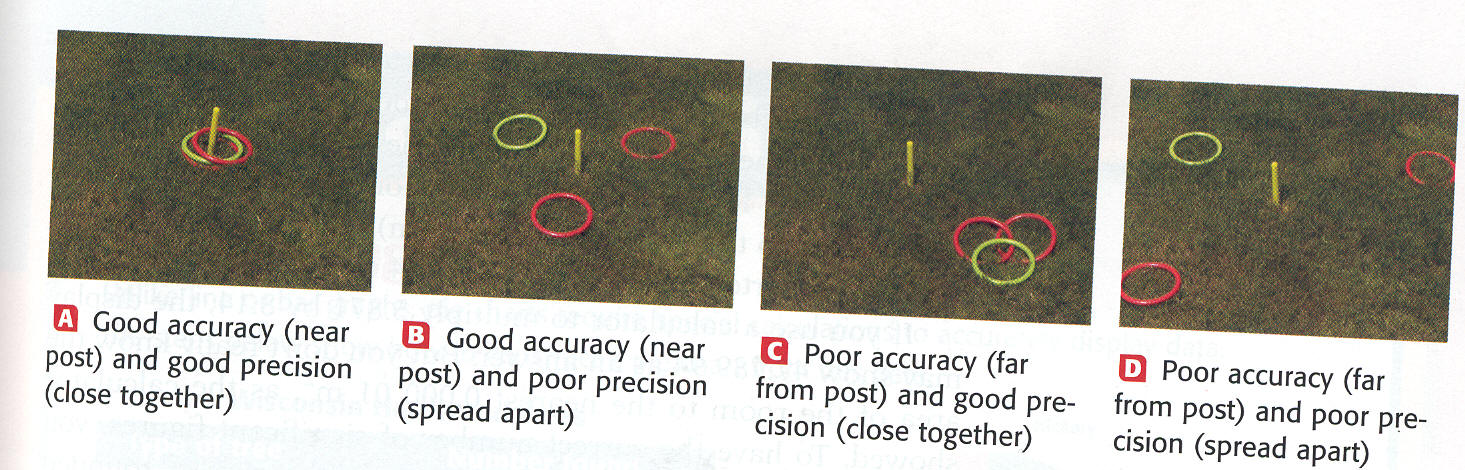 A Good accuracy (near
post) and good precision
(close together)
B Good accuracy (near
post) and poor precision
(spread apart)
C Poor accuracy (far
from post) and good pre-
cision (close together)
D Poor accuracy (far
from post) and poor pre-
cision (spread apart)